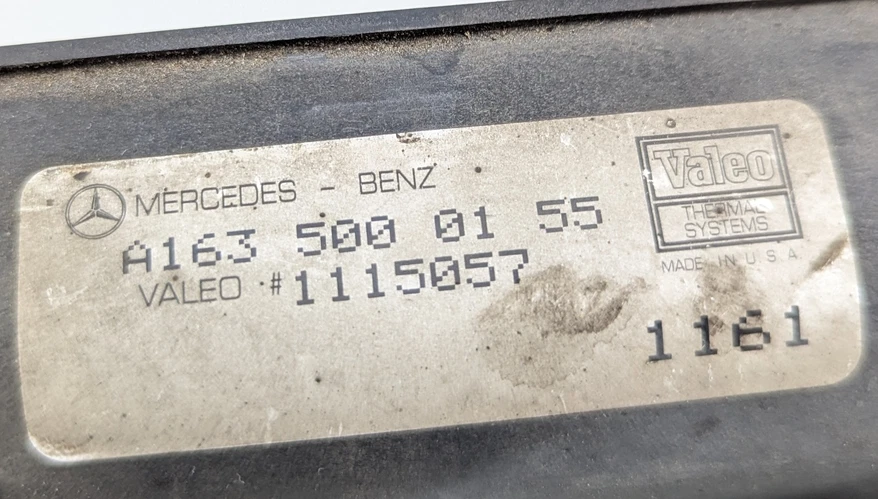 MERCEDES - BENZ
A163 500 01 55
VALEO #1115057
Valeo
THERMAL
SYSTEMS
MADE IN U S A
1161